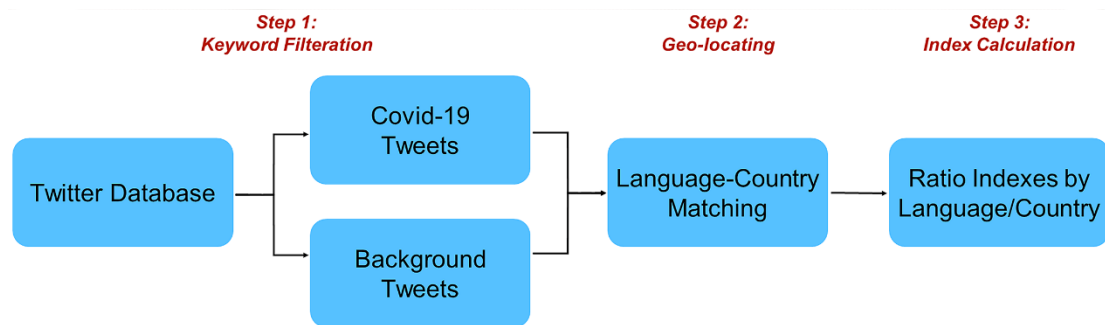 Step 1:
Keyword Filteration
Step 2:
Geo-locating
Step 3:
Index Calculation
Twitter Database
Covid-19
Tweets
Background
Tweets
Language-Country
Matching
Ratio Indexes by
Language/Country